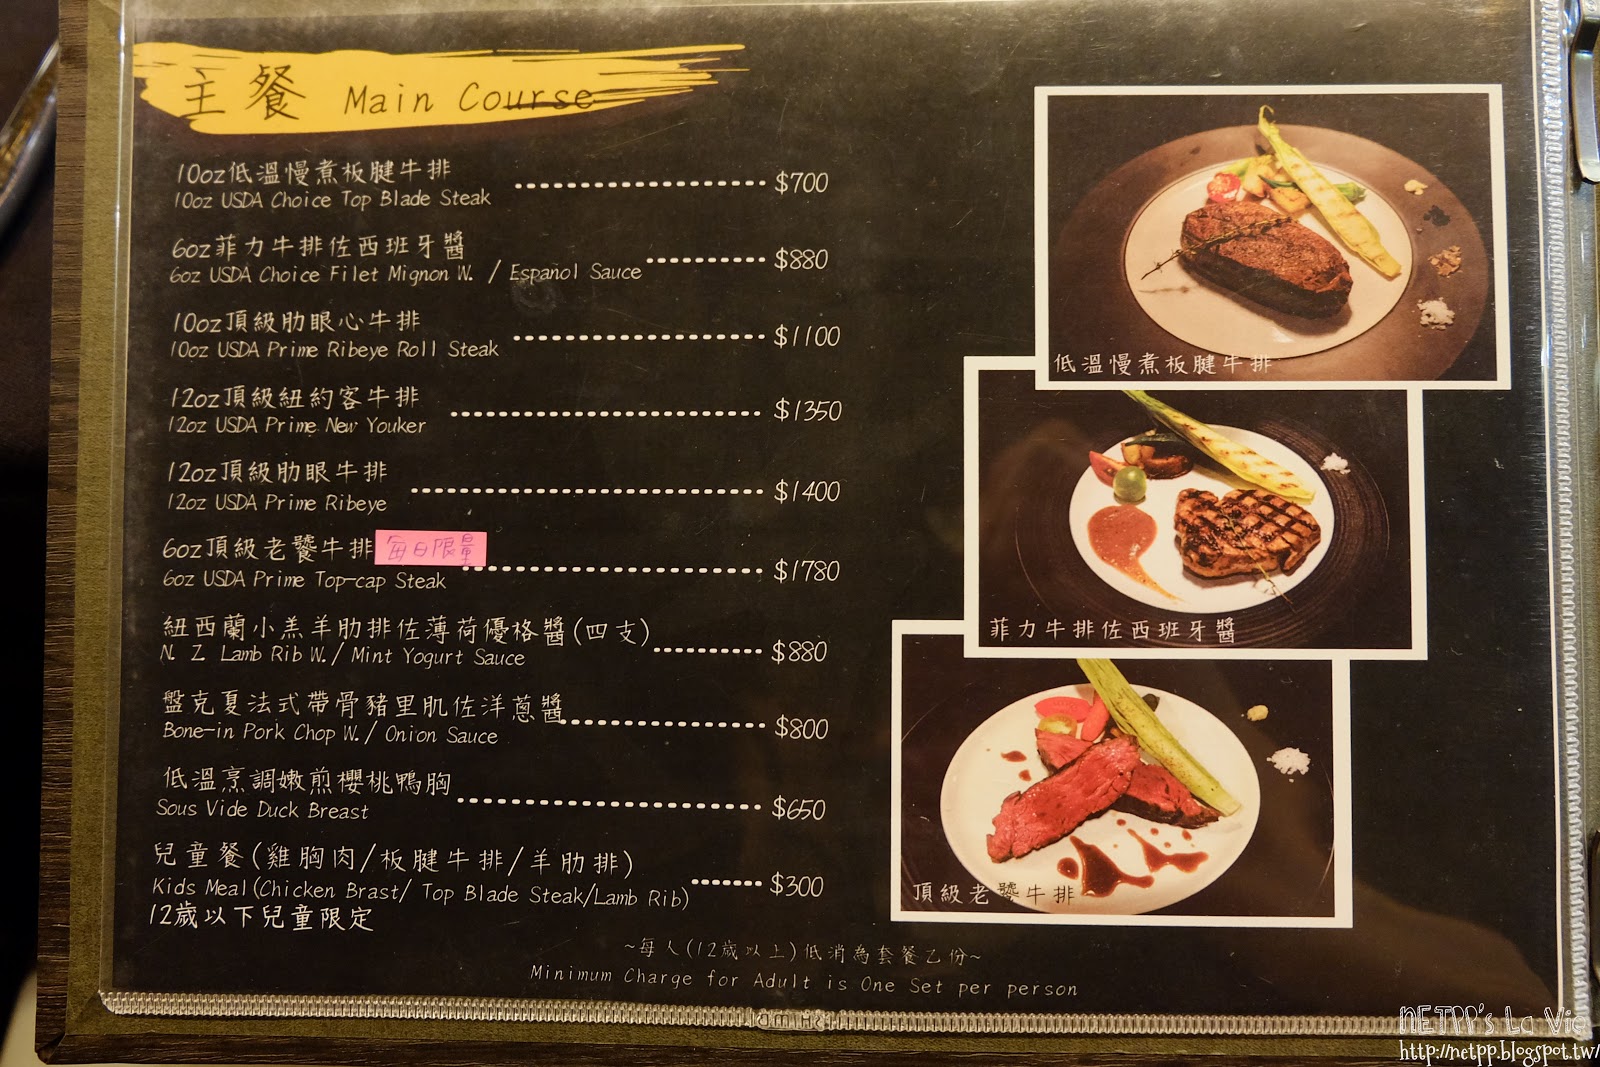 主餐 Main Course
10oz低溫慢煮板腱牛排
10oz USDA Choice Top Blade Steak
$700
6oz菲力牛排佐西班牙醬
6oz USDA Choice Filet Mignon W. / Espanol Sauce
$880
10oz頂級肋眼心牛排
10oz USDA Prime Ribeye Roll Steak
$1100
12oz頂級紐約客牛排
12oz USDA Prime New Youker
$1350
12oz頂級肋眼牛排
12oz USDA Prime Ribeye
$1400
6oz頂級老饕牛排 每日限量
6oz USDA Prime Top-cap Steak
$1780
紐西蘭小羔羊肋排佐薄荷優格醬(四支)
N. Z. Lamb Rib W. / Mint Yogurt Sauce
$880
盤克夏法式帶骨豬里肌佐洋蔥醬
Bone-in Pork Chop W. / Onion Sauce
$800
低溫烹調嫩煎櫻桃鴨胸
Sous Vide Duck Breast
$650
兒童餐(雞胸肉/板腱牛排/羊肋排)
Kids Meal(Chicken Brast/ Top Blade Steak/Lamb Rib)
$300
12歲以下兒童限定
~每人(12歲以上)低消為套餐乙份~
Minimum Charge for Adult is One Set per person
低溫慢煮板腱牛排
菲力牛排佐西班牙醬
頂級老饕牛排
NETPP's La Vie
http://netpp.blogspot.tw/